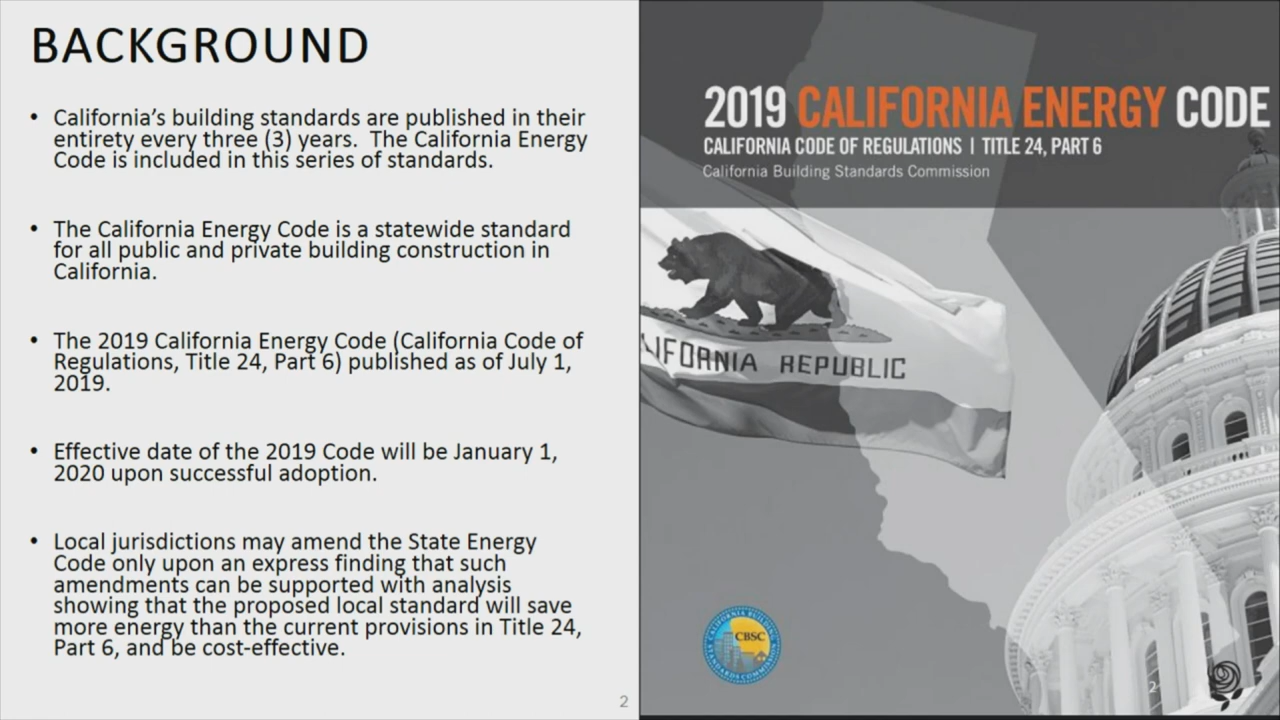 BACKGROUND
• California's building standards are published in their
entirety every three (3) years.  The California Energy
Code is included in this series of standards.
• The California Energy Code is a statewide standard
for all public and private building construction in
California.
• The 2019 California Energy Code (California Code of
Regulations, Title 24, Part 6) published as of July 1,
2019.
• Effective date of the 2019 Code will be January 1,
2020 upon successful adoption.
• Local jurisdictions may amend the State Energy
Code only upon an express finding that such
amendments can be supported with analysis
showing that the proposed local standard will save
more energy than the current provisions in Title 24,
Part 6, and be cost-effective.
2
2019 CALIFORNIA ENERGY CODE
CALIFORNIA CODE OF REGULATIONS | TITLE 24, PART 6
California Building Standards Commission
IFORNIA REPUBLIC
CBSC
2